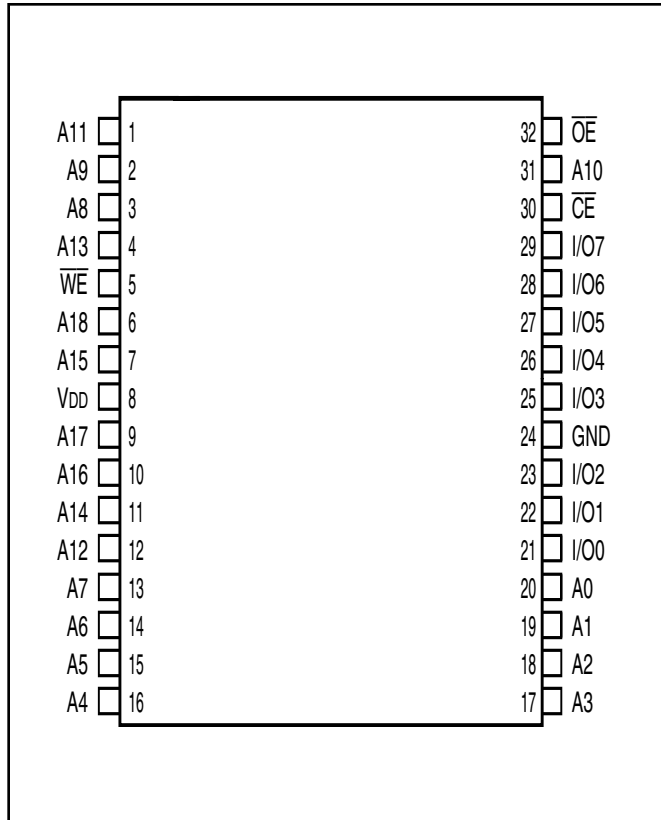 A11 1 32 O̅E̅
A9 2 31 A10
A8 3 30 C̅E̅
A13 4 29 I/O7
W̅E̅ 5 28 I/O6
A18 6 27 I/O5
A15 7 26 I/O4
VDD 8 25 I/O3
A17 9 24 GND
A16 10 23 I/O2
A14 11 22 I/O1
A12 12 21 I/O0
A7 13 20 A0
A6 14 19 A1
A5 15 18 A2
A4 16 17 A3